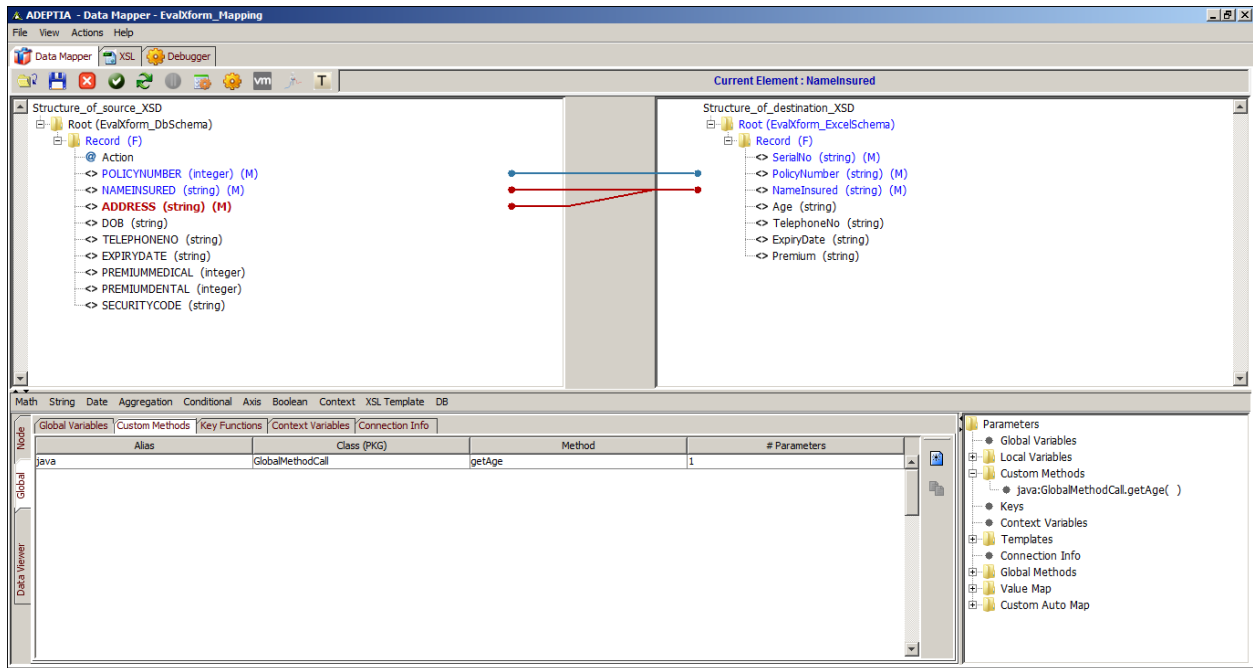 ADEPTIA - Data Mapper - EvalXform_Mapping
File View Actions Help
Data Mapper XSL Debugger
vm T Current Element : NameInsured
Structure_of_source_XSD
Root (EvalXform_DbSchema)
Record (F)
@ Action
<> POLICYNUMBER (integer) (M)
<> NAMEINSURED (string) (M)
<> ADDRESS (string) (M)
<> DOB (string)
<> TELEPHONENO (string)
<> EXPIRYDATE (string)
<> PREMIUMMEDICAL (integer)
<> PREMIUMDENTAL (integer)
<> SECURITYCODE (string)
Structure_of_destination_XSD
Root (EvalXform_ExcelSchema)
Record (F)
<> SerialNo (string) (M)
<> PolicyNumber (string) (M)
<> NameInsured (string) (M)
<> Age (string)
<> TelephoneNo (string)
<> ExpiryDate (string)
<> Premium (string)
Math String Date Aggregation Conditional Axis Boolean Context XSL Template DB
Node
Global
Data Viewer
Global Variables Custom Methods Key Functions Context Variables Connection Info
Alias Class (PKG) Method # Parameters
java GlobalMethodCall getAge 1
Parameters
Global Variables
Local Variables
Custom Methods
java:GlobalMethodCall.getAge( )
Keys
Context Variables
Templates
Connection Info
Global Methods
Value Map
Custom Auto Map